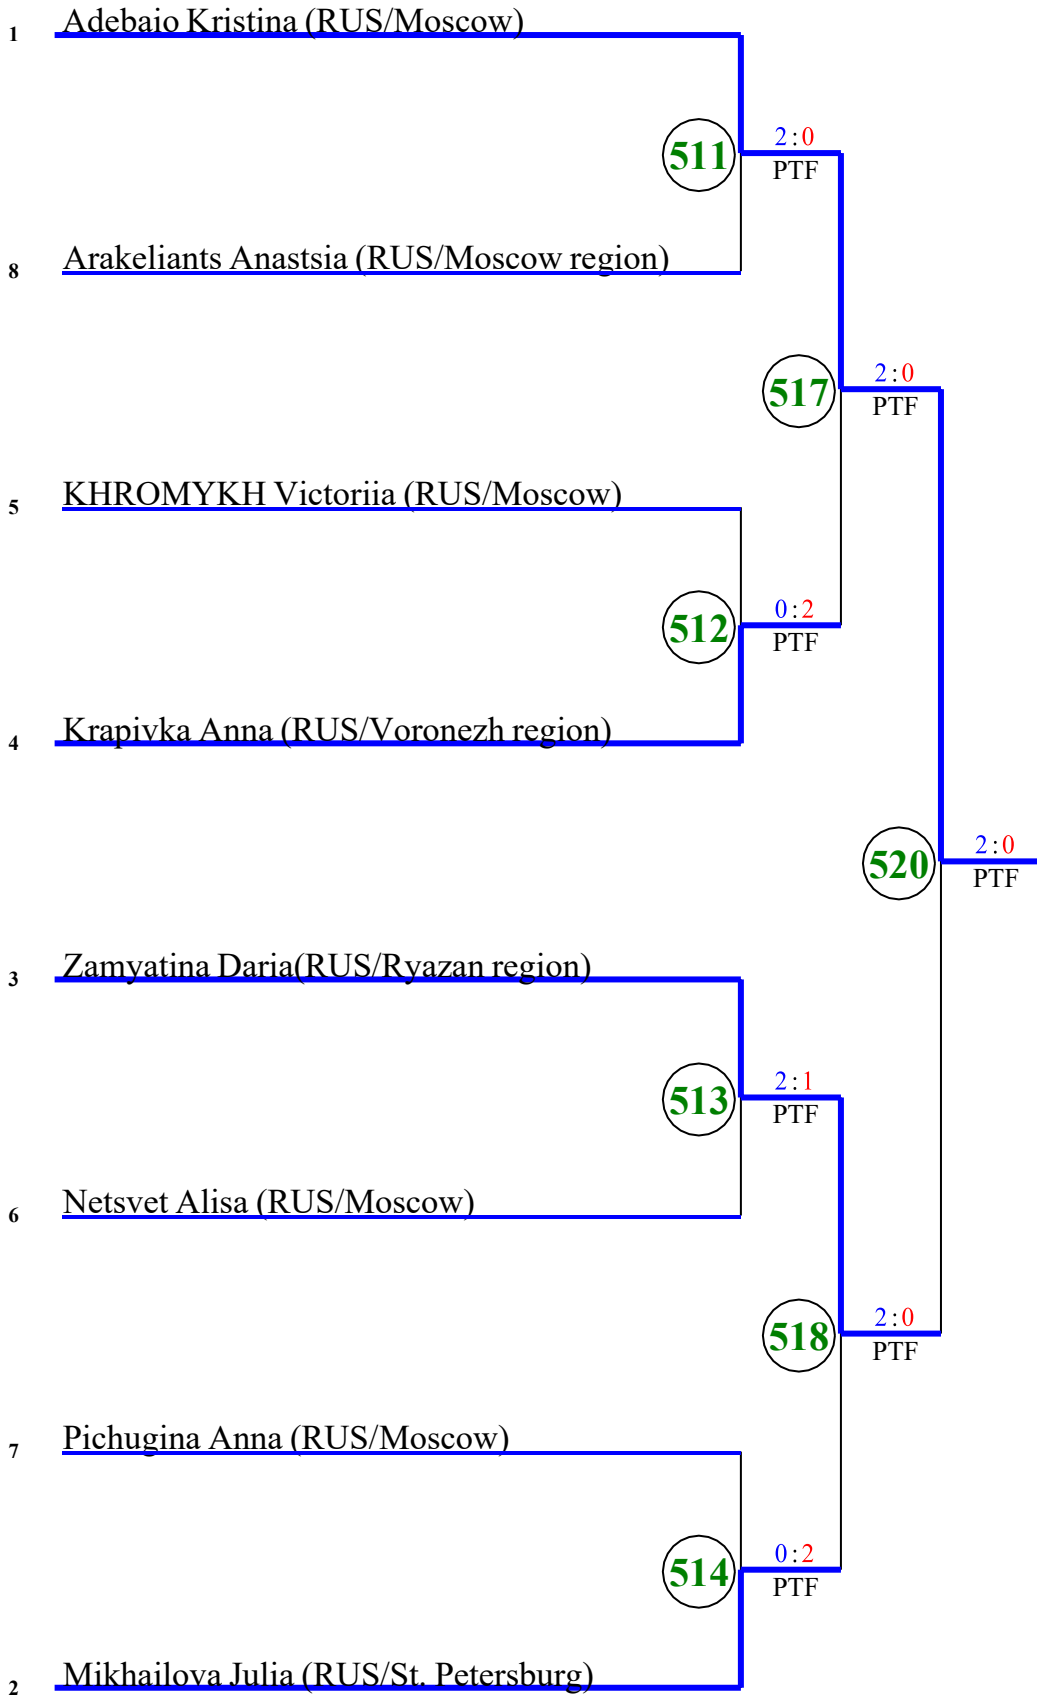 1 Adebaio Kristina (RUS/Moscow)
511 2:0
PTF
8 Arakeliants Anastsia (RUS/Moscow region)
517 2:0
PTF
5 KHROMYKH Victoriia (RUS/Moscow)
512 0:2
PTF
4 Krapivka Anna (RUS/Voronezh region)
520 2:0
PTF
3 Zamyatina Daria(RUS/Ryazan region)
513 2:1
PTF
6 Netsvet Alisa (RUS/Moscow)
518 2:0
PTF
7 Pichugina Anna (RUS/Moscow)
514 0:2
PTF
2 Mikhailova Julia (RUS/St. Petersburg)